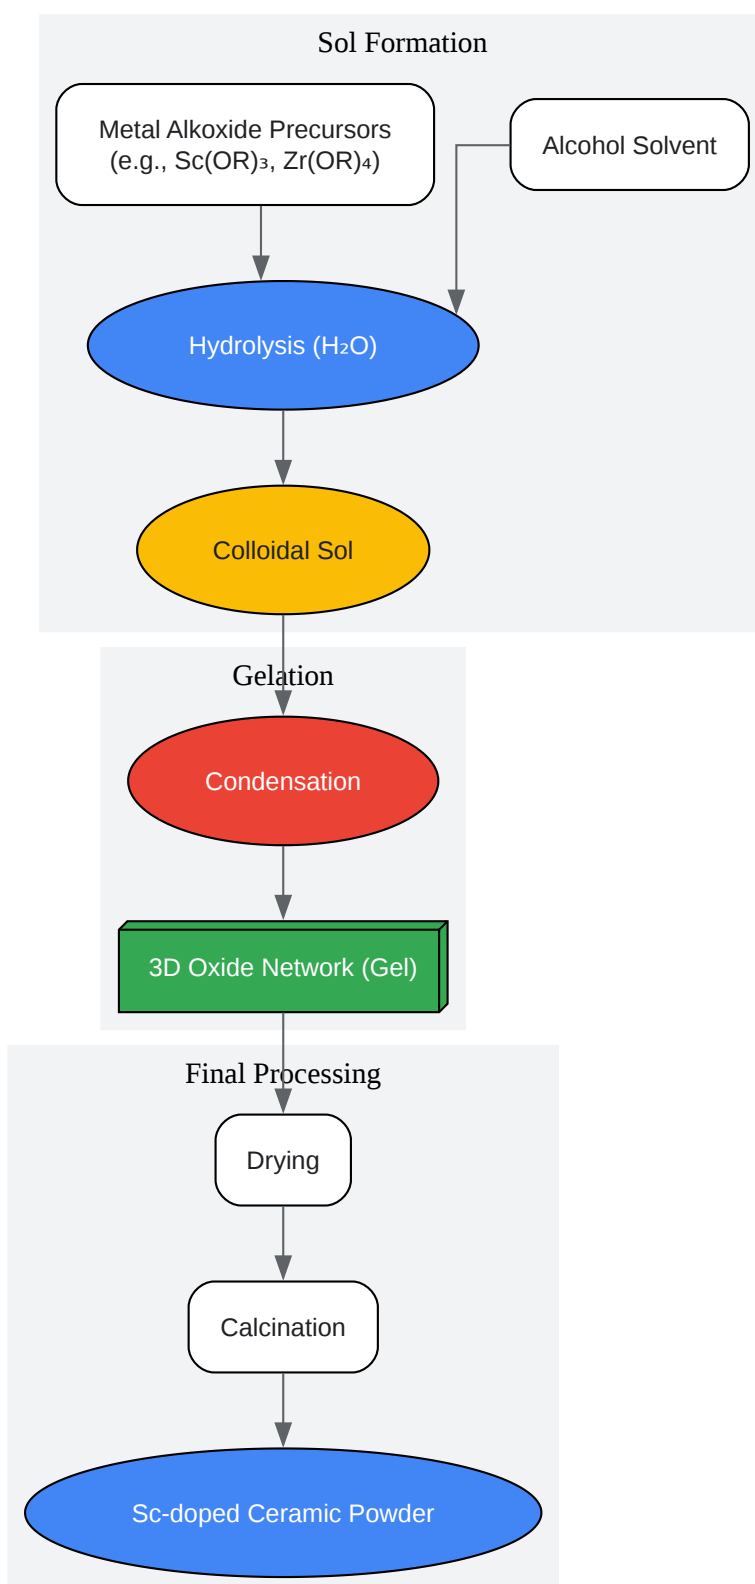 Sol Formation
Metal Alkoxide Precursors
(e.g., Sc(OR)₃, Zr(OR)₄)
Alcohol Solvent
Hydrolysis (H₂O)
Colloidal Sol
Gelation
Condensation
3D Oxide Network (Gel)
Final Processing
Drying
Calcination
Sc-doped Ceramic Powder